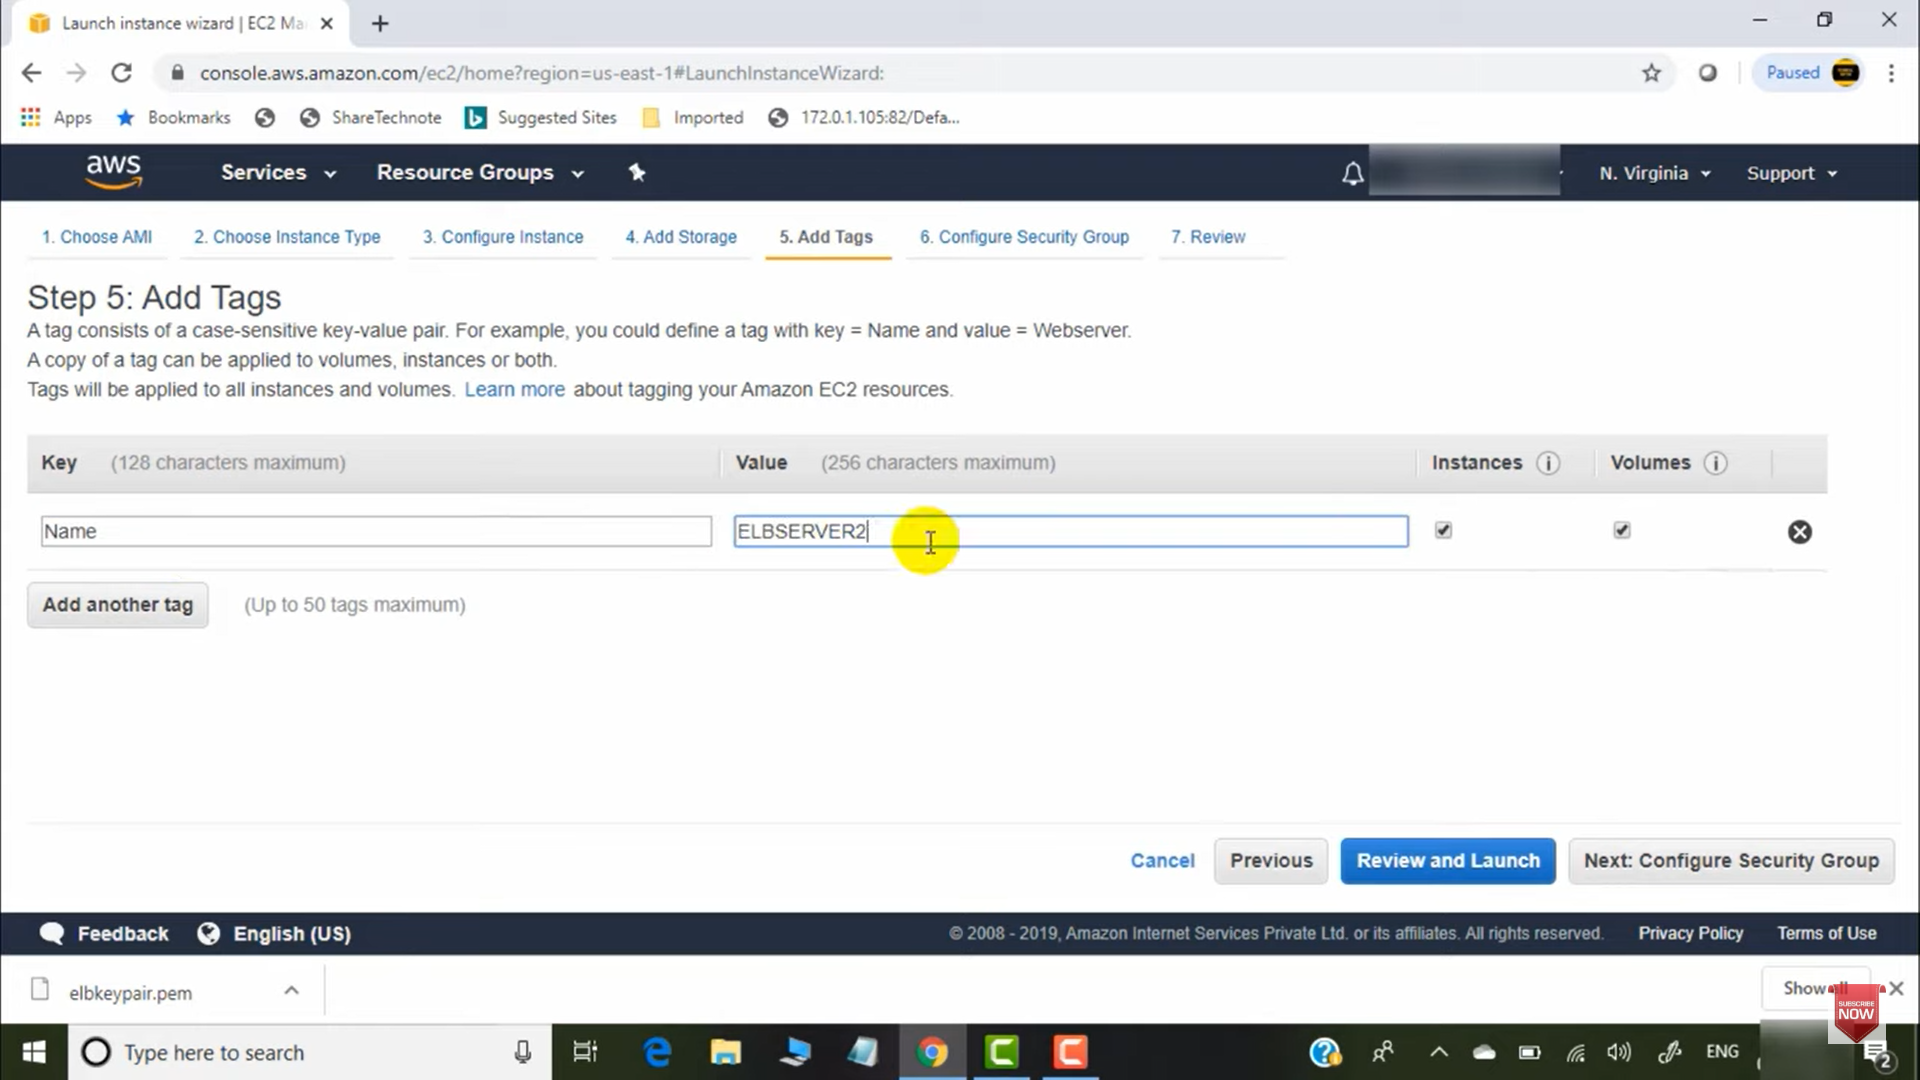 Launch instance wizard | EC2 Ma
console.aws.amazon.com/ec2/home?region=us-east-1#LaunchInstanceWizard:
Paused
Apps
Bookmarks
ShareTechnote
Suggested Sites
Imported
172.0.1.105:82/Defa...
aws
Services
Resource Groups
N. Virginia
Support
1. Choose AMI
2. Choose Instance Type
3. Configure Instance
4. Add Storage
5. Add Tags
6. Configure Security Group
7. Review
Step 5: Add Tags
A tag consists of a case-sensitive key-value pair. For example, you could define a tag with key = Name and value = Webserver.
A copy of a tag can be applied to volumes, instances or both.
Tags will be applied to all instances and volumes. Learn more about tagging your Amazon EC2 resources.
Key (128 characters maximum)
Value (256 characters maximum)
Instances
Volumes
Name
ELBSERVER2
Add another tag
(Up to 50 tags maximum)
Cancel
Previous
Review and Launch
Next: Configure Security Group
Feedback
English (US)
© 2008 - 2019, Amazon Internet Services Private Ltd. or its affiliates. All rights reserved.
Privacy Policy
Terms of Use
elbkeypair.pem
Show
SUBSCRIBE
NOW
Type here to search
ENG
2